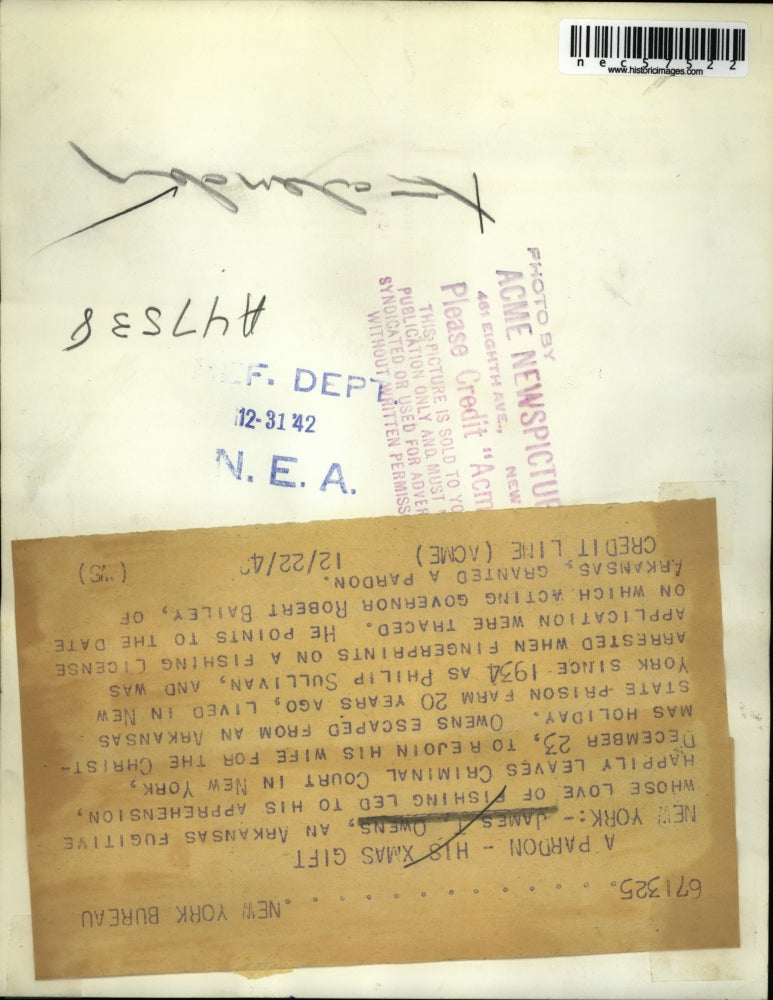 nec57522
www.historicimages.com
A47538
REF. DEPT.
12-31'42
N. E. A.
PHOTO BY
ACME NEWSPICTU
461 EIGHTH AVE., NEW
Please Credit "Acm
THIS PICTURE IS SOLD TO YO
PUBLICATION ONLY AND MUST
SYNDICATED OR USED FOR ADVER
WITHOUT WRITTEN PERMISS
671325. . . . . . . . . . . . . . NEW YORK BUREAU
A PARDON - HIS XMAS GIFT
NEW YORK:- JAMES OWENS, AN ARKANSAS FUGITIVE
WHOSE LOVE OF FISHING LED TO HIS APPREHENSION,
HAPPILY LEAVES CRIMINAL COURT IN NEW YORK,
DECEMBER 23, TO REJOIN HIS WIFE FOR THE CHRIST-
MAS HOLIDAY. OWENS ESCAPED FROM AN ARKANSAS
STATE PRISON FARM 20 YEARS AGO, LIVED IN NEW
YORK SINCE 1934 AS PHILIP SULLIVAN, AND WAS
ARRESTED WHEN FINGERPRINTS ON A FISHING LICENSE
APPLICATION WERE TRACED. HE POINTS TO THE DATE
ON WHICH ACTING GOVERNOR ROBERT BAILEY, OF
ARKANSAS, GRANTED A PARDON.
CREDIT LINE (ACME) 12/22/4 (WS)